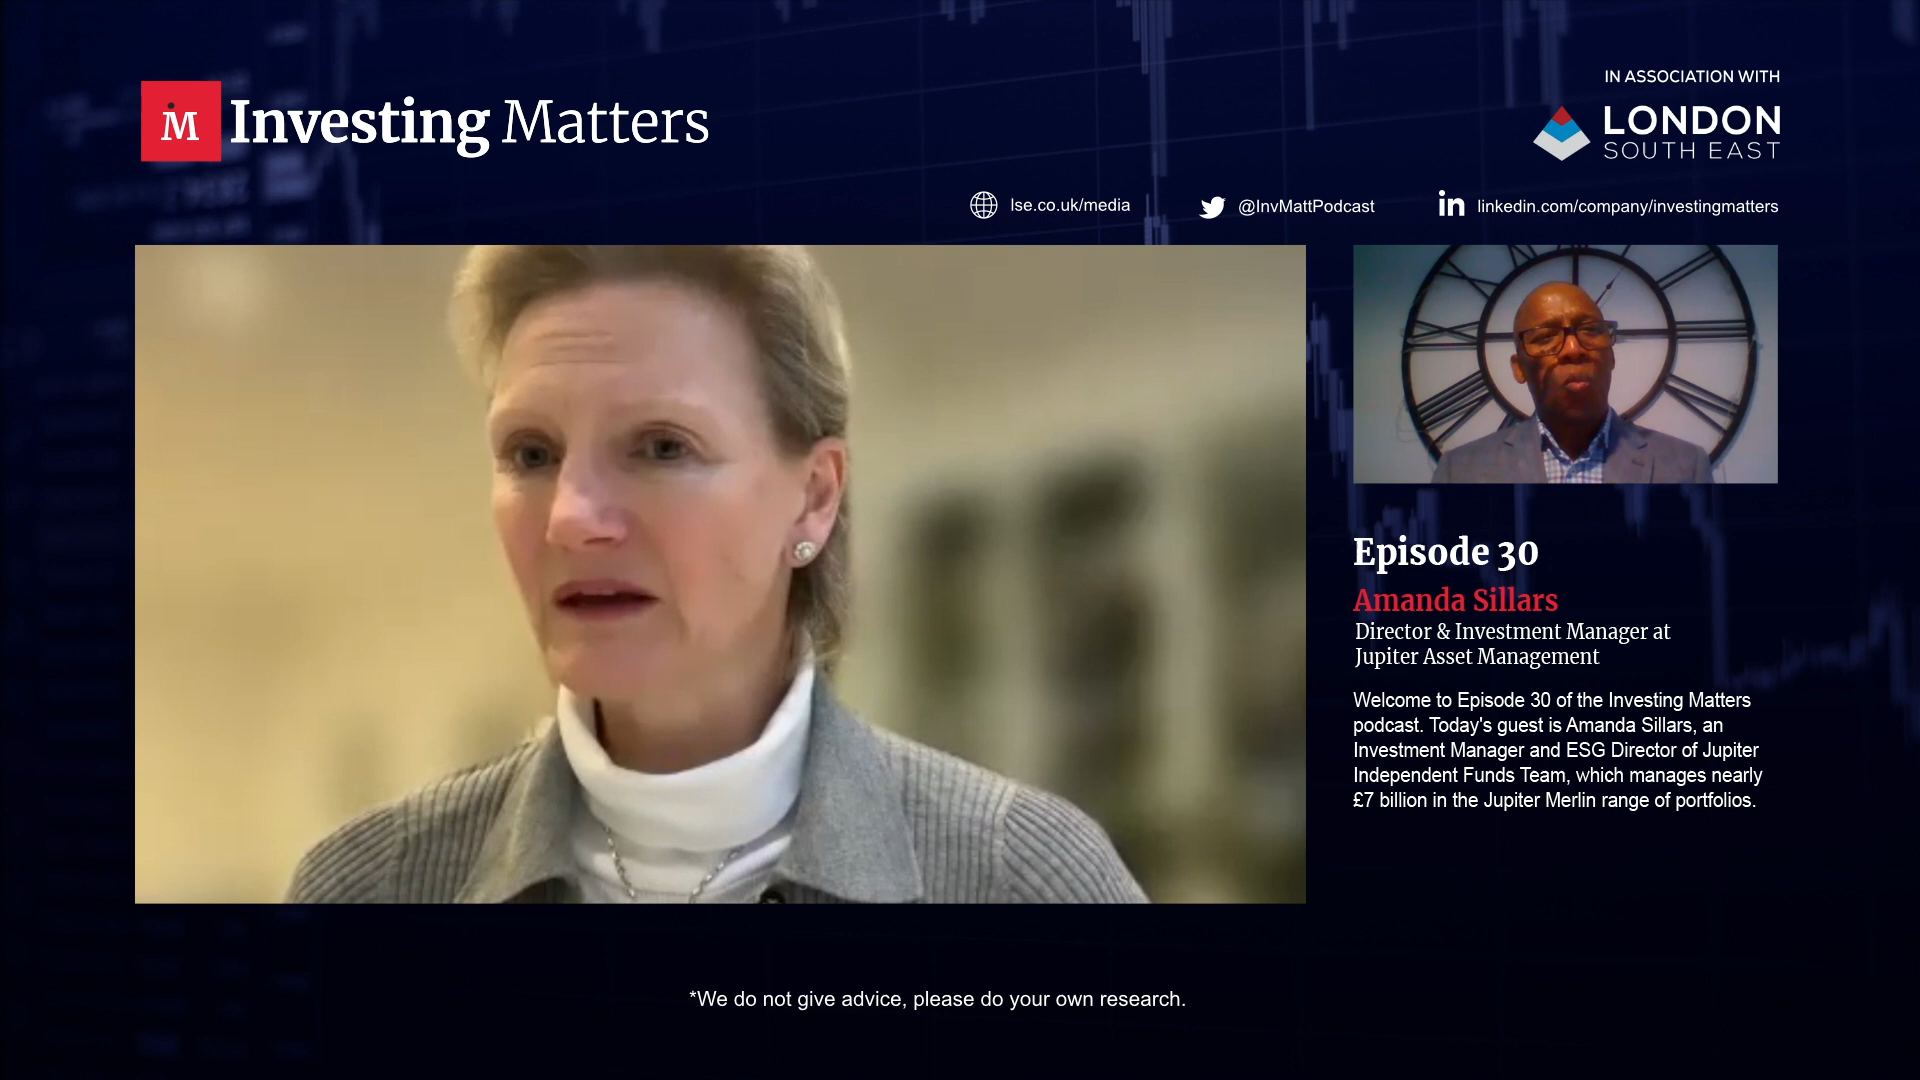 iM Investing Matters
IN ASSOCIATION WITH
LONDON
SOUTH EAST
lse.co.uk/media
@InvMattPodcast
in linkedin.com/company/investingmatters
Episode 30
Amanda Sillars
Director & Investment Manager at
Jupiter Asset Management
Welcome to Episode 30 of the Investing Matters
podcast. Today's guest is Amanda Sillars, an
Investment Manager and ESG Director of Jupiter
Independent Funds Team, which manages nearly
£7 billion in the Jupiter Merlin range of portfolios.
*We do not give advice, please do your own research.